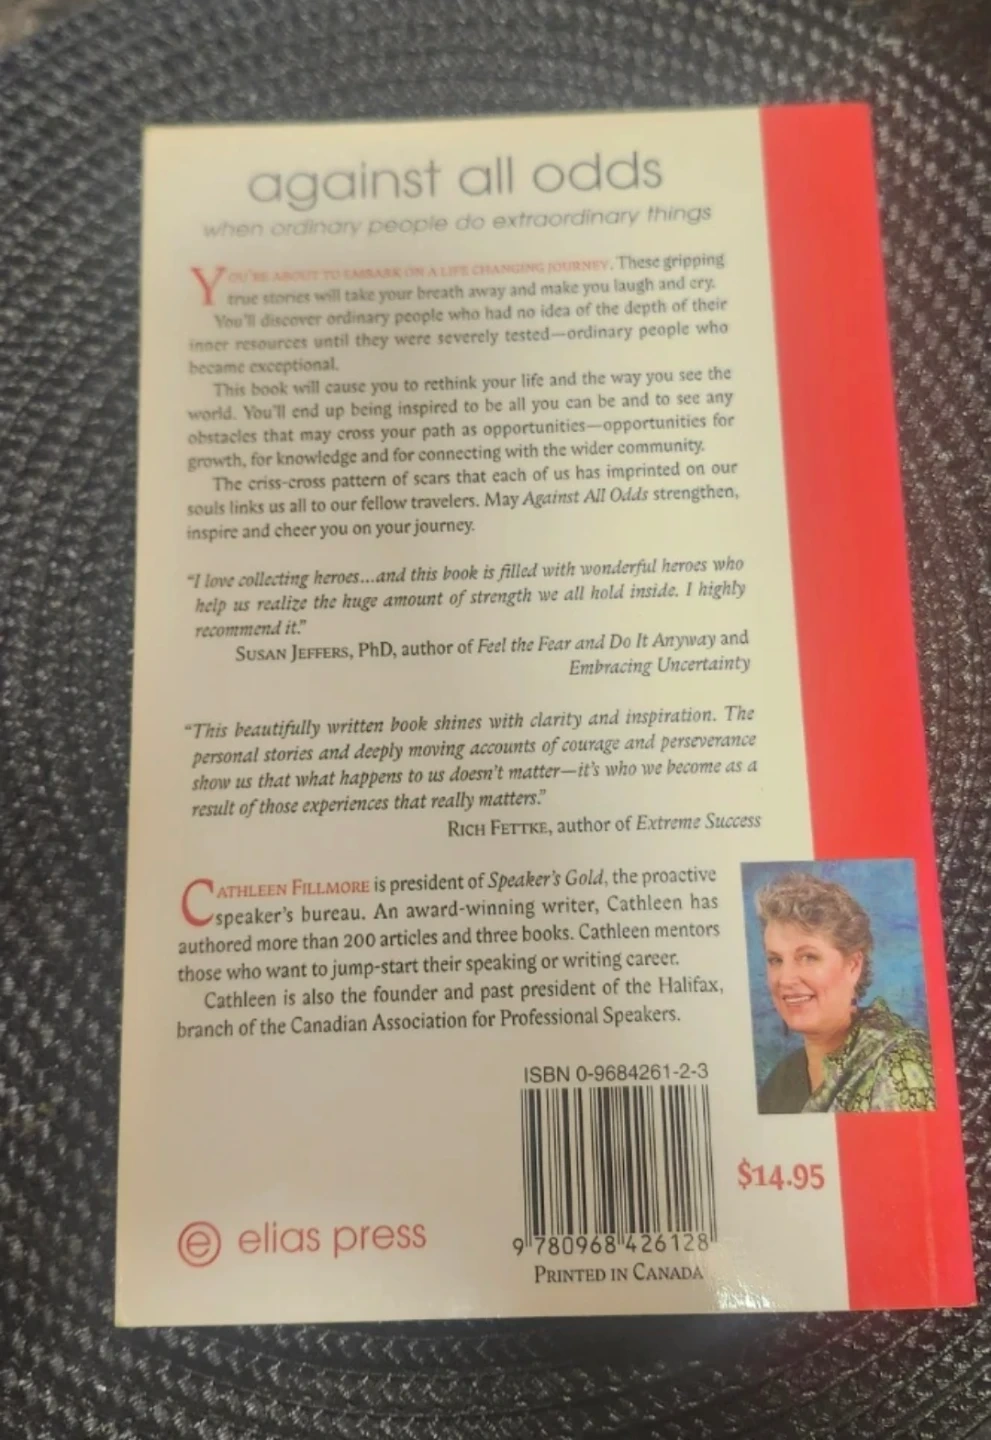 against all odds
when ordinary people do extraordinary things
YOU'RE ABOUT TO EMBARK ON A LIFE CHANGING JOURNEY. These gripping
true stories will take your breath away and make you laugh and cry.
You'll discover ordinary people who had no idea of the depth of their
inner resources until they were severely tested—ordinary people who
became exceptional.
This book will cause you to rethink your life and the way you see the
world. You'll end up being inspired to be all you can be and to see any
obstacles that may cross your path as opportunities—opportunities for
growth, for knowledge and for connecting with the wider community.
The criss-cross pattern of scars that each of us has imprinted on our
souls links us all to our fellow travelers. May Against All Odds strengthen,
inspire and cheer you on your journey.
"I love collecting heroes...and this book is filled with wonderful heroes who
help us realize the huge amount of strength we all hold inside. I highly
recommend it."
SUSAN JEFFERS, PhD, author of Feel the Fear and Do It Anyway and
Embracing Uncertainty
"This beautifully written book shines with clarity and inspiration. The
personal stories and deeply moving accounts of courage and perseverance
show us that what happens to us doesn't matter—it's who we become as a
result of those experiences that really matters."
RICH FETTKE, author of Extreme Success
CATHLEEN FILLMORE is president of Speaker's Gold, the proactive
speaker's bureau. An award-winning writer, Cathleen has
authored more than 200 articles and three books. Cathleen mentors
those who want to jump-start their speaking or writing career.
Cathleen is also the founder and past president of the Halifax,
branch of the Canadian Association for Professional Speakers.
ISBN 0-9684261-2-3
$14.95
9 780968 426128
e elias press
PRINTED IN CANADA